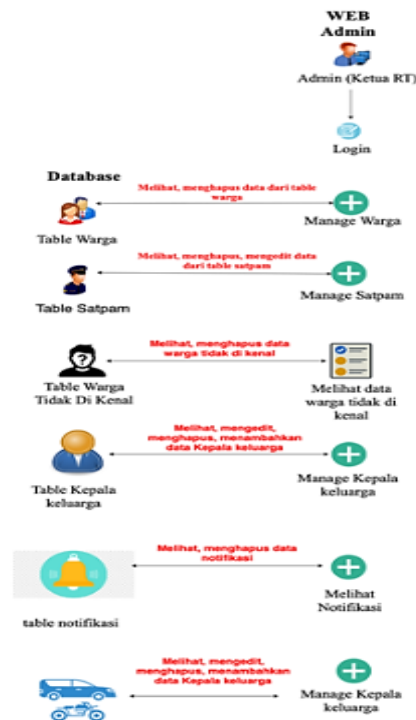 WEB
Admin
Admin (Ketua RT)
Login
Database
Melihat, menghapus data dari table
warga
Table Warga
Manage Warga
Melihat, menghapus, mengedit data
dari table satpam
Table Satpam
Manage Satpam
Melihat, menghapus data
warga tidak di kenal
Table Warga
Tidak Di Kenal
Melihat data
warga tidak di
kenal
Melihat, mengedit,
menghapus, menambahkan
data Kepala keluarga
Table Kepala
keluarga
Manage Kepala
keluarga
Melihat, menghapus data
notifikasi
table notifikasi
Melihat
Notifikasi
Melihat, mengedit,
menghapus, menambahkan
data Kepala keluarga
Manage Kepala
keluarga